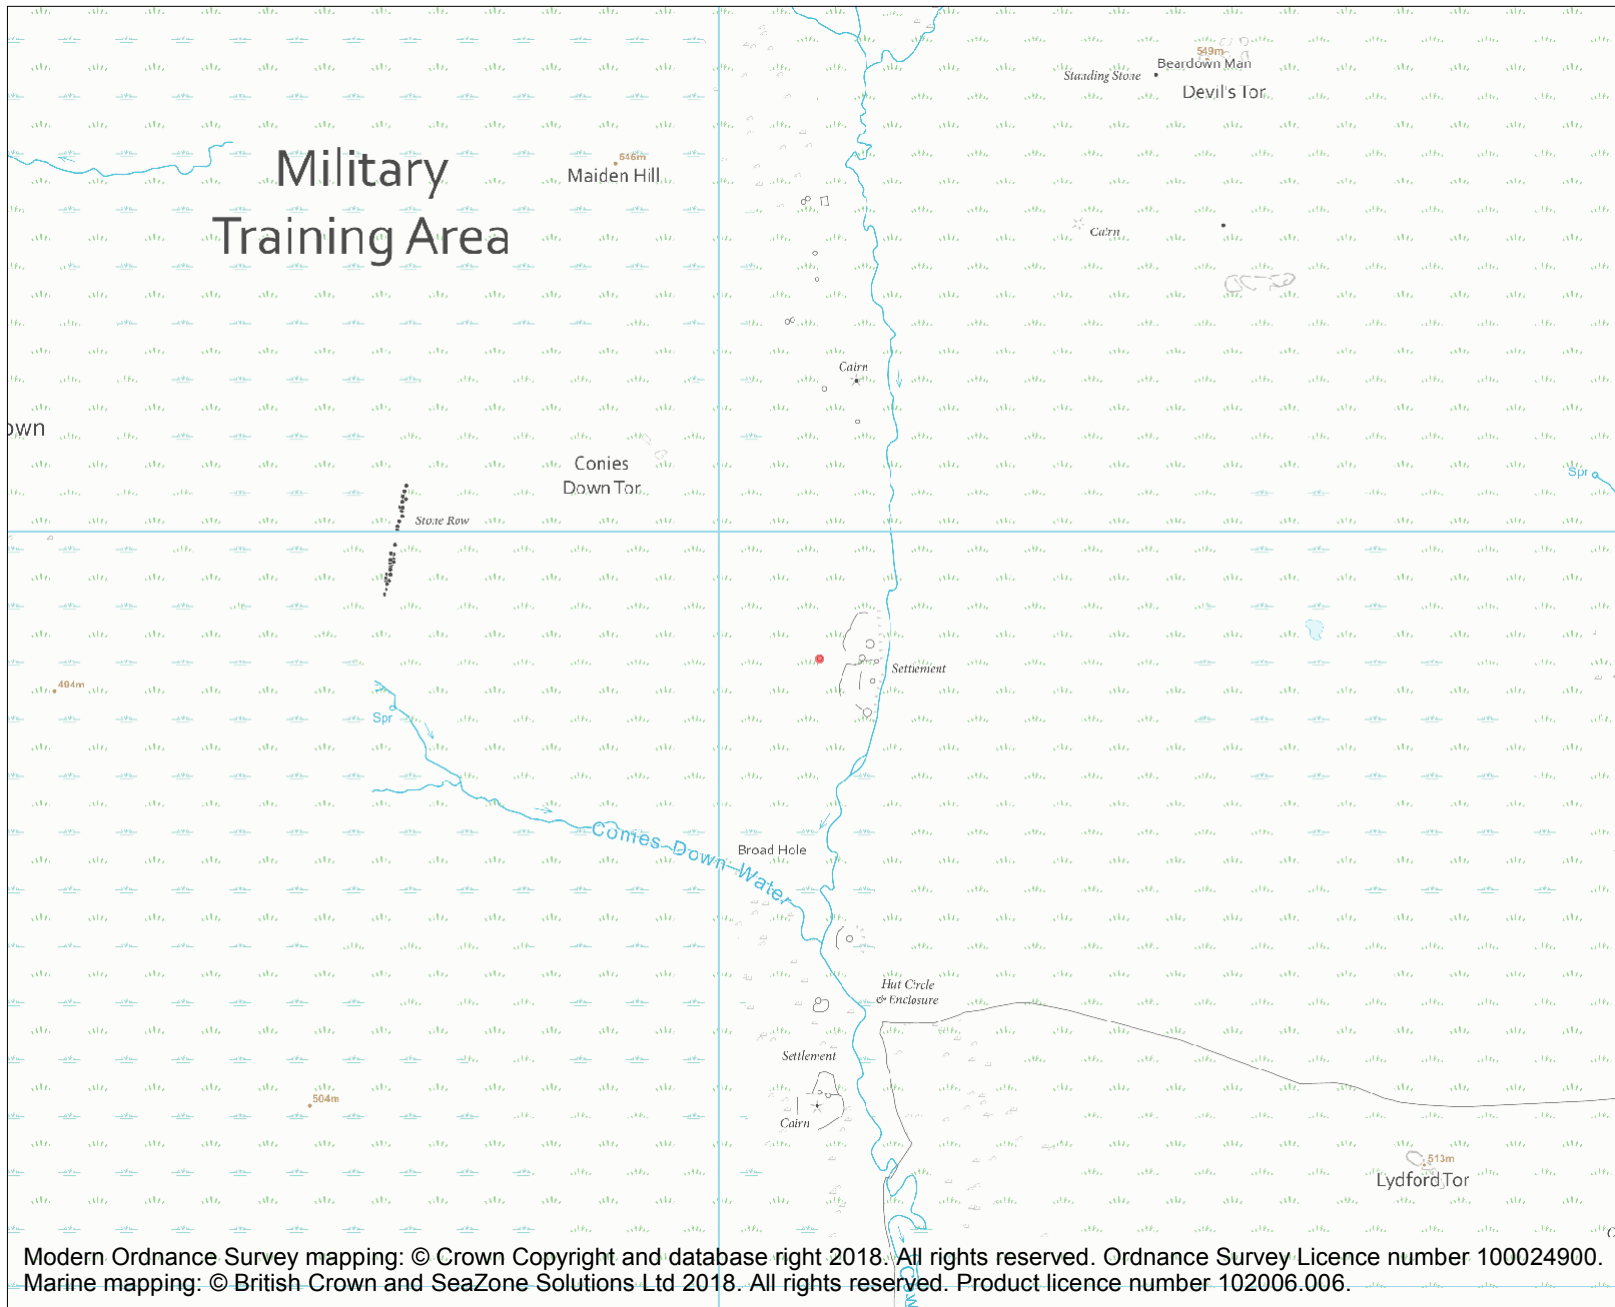 549m
Beardown Man
Standing Stone
Devil's Tor
Military
Training Area
546m
Maiden Hill
Cairn
Cairn
own
Conies
Down Tor
Spr
Stone Row
Settlement
494m
Spr
Conies Down Water
Broad Hole
Hut Circle
& Enclosure
Settlement
504m
Cairn
513m
Lydford Tor
Modern Ordnance Survey mapping: © Crown Copyright and database right 2018. All rights reserved. Ordnance Survey Licence number 100024900.
Marine mapping: © British Crown and SeaZone Solutions Ltd 2018. All rights reserved. Product licence number 102006.006.